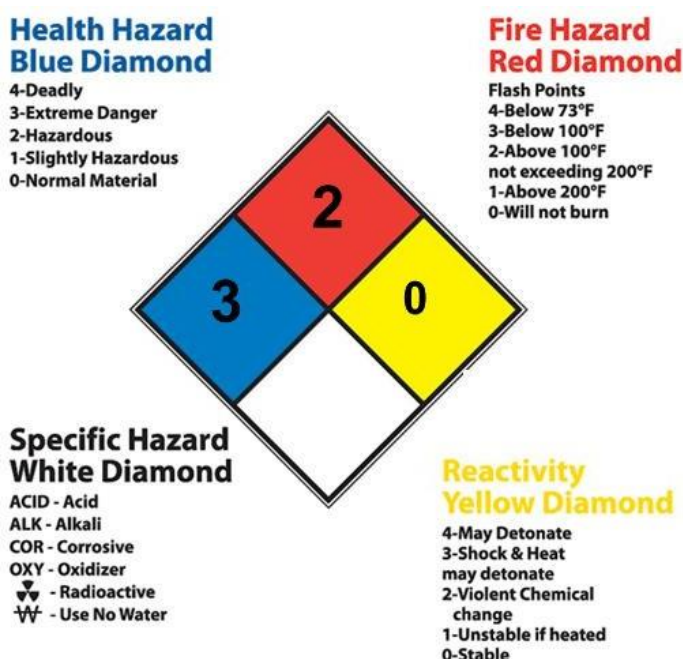 Health Hazard
Blue Diamond
4-Deadly
3-Extreme Danger
2-Hazardous
1-Slightly Hazardous
0-Normal Material
Fire Hazard
Red Diamond
Flash Points
4-Below 73°F
3-Below 100°F
2-Above 100°F
not exceeding 200°F
1-Above 200°F
0-Will not burn
2
3
0
Specific Hazard
White Diamond
ACID - Acid
ALK - Alkali
COR - Corrosive
OXY - Oxidizer
- Radioactive
W - Use No Water
Reactivity
Yellow Diamond
4-May Detonate
3-Shock & Heat
may detonate
2-Violent Chemical
change
1-Unstable if heated
0-Stable